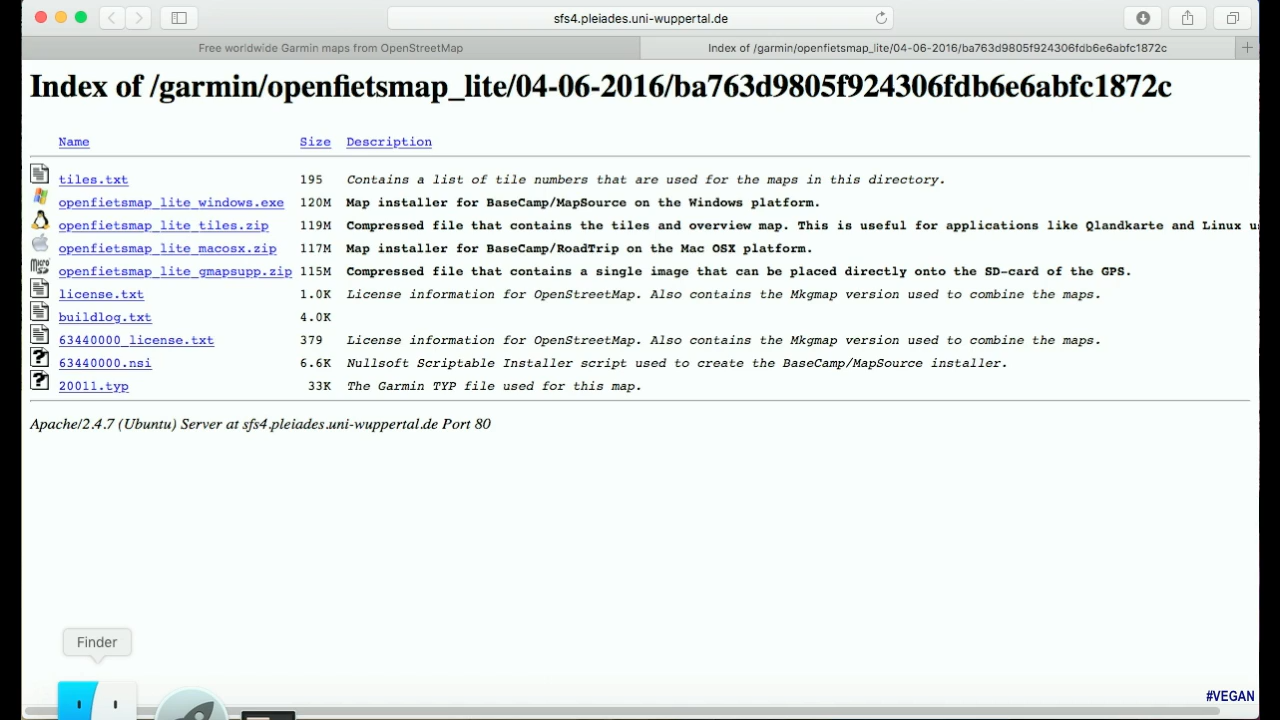 sfs4.pleiades.uni-wuppertal.de
Free worldwide Garmin maps from OpenStreetMap
Index of /garmin/openfietsmap_lite/04-06-2016/ba763d9805f924306fdb6e6abfc1872c
Index of /garmin/openfietsmap_lite/04-06-2016/ba763d9805f924306fdb6e6abfc1872c
Name Size Description
tiles.txt 195 Contains a list of tile numbers that are used for the maps in this directory.
openfietsmap_lite_windows.exe 120M Map installer for BaseCamp/MapSource on the Windows platform.
openfietsmap_lite_tiles.zip 119M Compressed file that contains the tiles and overview map. This is useful for applications like Qlandkarte and Linux u
openfietsmap_lite_macosx.zip 117M Map installer for BaseCamp/RoadTrip on the Mac OSX platform.
openfietsmap_lite_gmapsupp.zip 115M Compressed file that contains a single image that can be placed directly onto the SD-card of the GPS.
license.txt 1.0K License information for OpenStreetMap. Also contains the Mkgmap version used to combine the maps.
buildlog.txt 4.0K
63440000_license.txt 379 License information for OpenStreetMap. Also contains the Mkgmap version used to combine the maps.
63440000.nsi 6.6K Nullsoft Scriptable Installer script used to create the BaseCamp/MapSource installer.
20011.typ 33K The Garmin TYP file used for this map.
Apache/2.4.7 (Ubuntu) Server at sfs4.pleiades.uni-wuppertal.de Port 80
Finder
#VEGAN